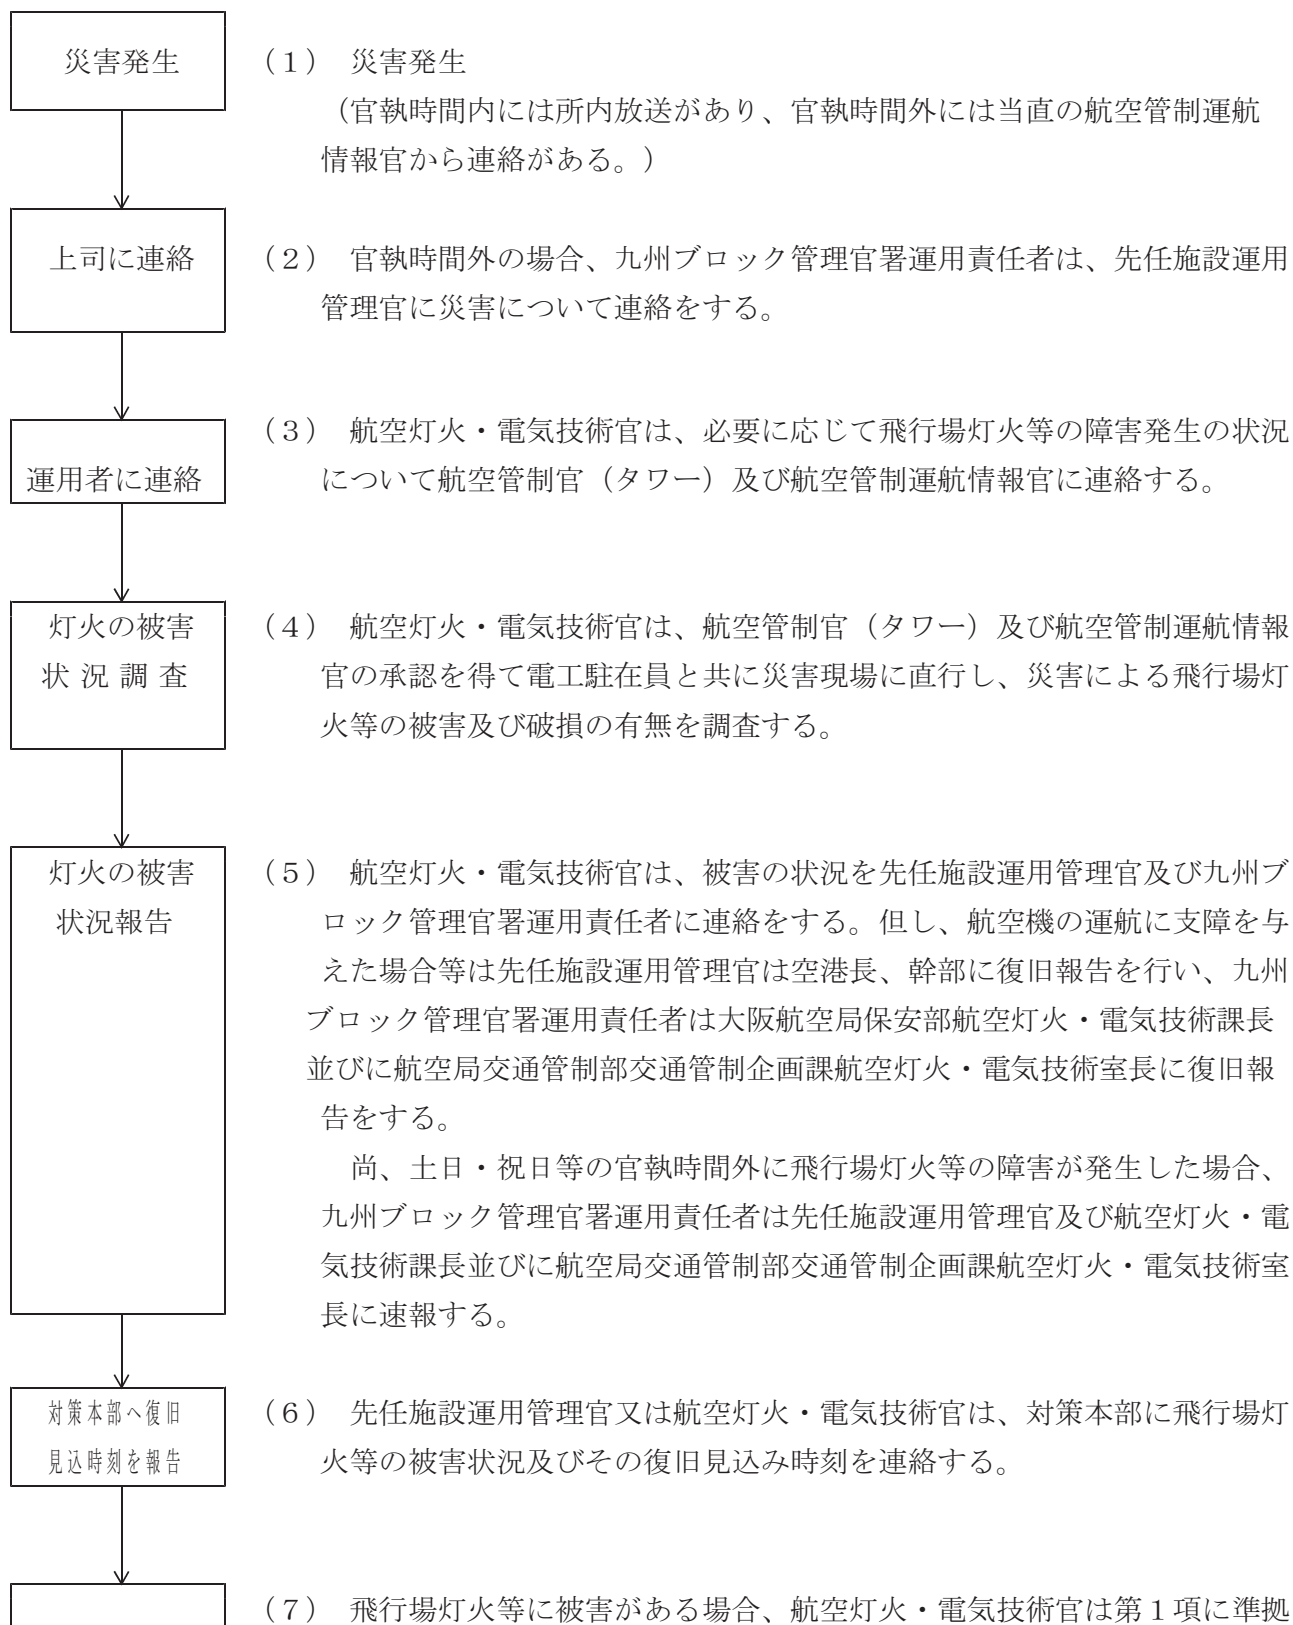 災害発生
（１）　災害発生
（官執時間内には所内放送があり、官執時間外には当直の航空管制運航
情報官から連絡がある。）
上司に連絡
（２）　官執時間外の場合、九州ブロック管理官署運用責任者は、先任施設運用
管理官に災害について連絡をする。
運用者に連絡
（３）　航空灯火・電気技術官は、必要に応じて飛行場灯火等の障害発生の状況
について航空管制官（タワー）及び航空管制運航情報官に連絡する。
灯火の被害
状 況 調 査
（４）　航空灯火・電気技術官は、航空管制官（タワー）及び航空管制運航情報
官の承認を得て電工駐在員と共に災害現場に直行し、災害による飛行場灯
火等の被害及び破損の有無を調査する。
灯火の被害
状況報告
（５）　航空灯火・電気技術官は、被害の状況を先任施設運用管理官及び九州ブ
ロック管理官署運用責任者に連絡をする。但し、航空機の運航に支障を与
えた場合等は先任施設運用管理官は空港長、幹部に復旧報告を行い、九州
ブロック管理官署運用責任者は大阪航空局保安部航空灯火・電気技術課長
並びに航空局交通管制部交通管制企画課航空灯火・電気技術室長に復旧報
告をする。
尚、土日・祝日等の官執時間外に飛行場灯火等の障害が発生した場合、
九州ブロック管理官署運用責任者は先任施設運用管理官及び航空灯火・電
気技術課長並びに航空局交通管制部交通管制企画課航空灯火・電気技術室
長に速報する。
対策本部へ復旧
見込時刻を報告
（６）　先任施設運用管理官又は航空灯火・電気技術官は、対策本部に飛行場灯
火等の被害状況及びその復旧見込み時刻を連絡する。
（７）　飛行場灯火等に被害がある場合、航空灯火・電気技術官は第１項に準拠